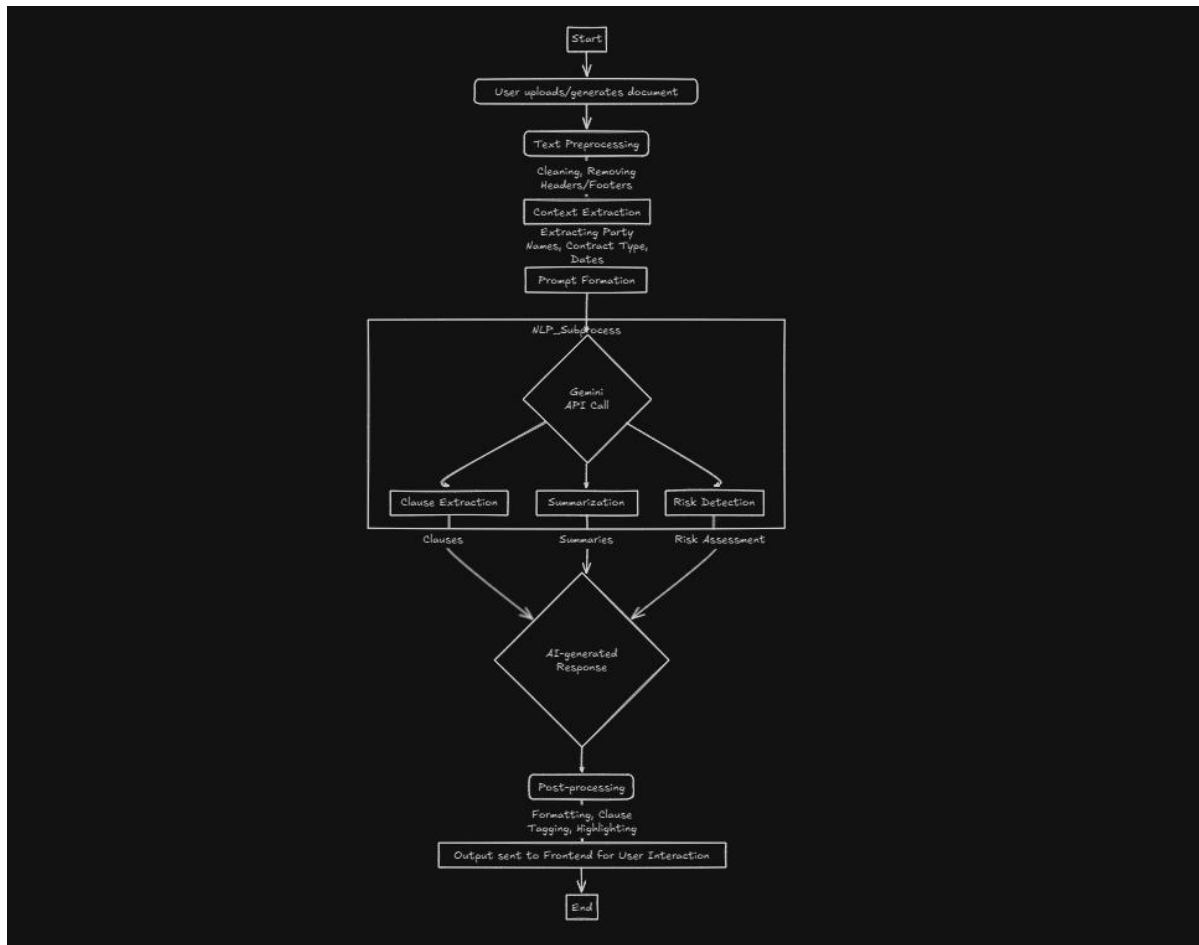 Start
User uploads/generates document
Text Preprocessing
Cleaning, Removing
Headers/Footers
Context Extraction
Extracting Party
Names, Contract Type,
Dates
Prompt Formation
NLP_Subprocess
Gemini
API Call
Clause Extraction
Summarization
Risk Detection
Clauses
Summaries
Risk Assessment
AI-generated
Response
Post-processing
Formatting, Clause
Tagging, Highlighting
Output sent to Frontend for User Interaction
End